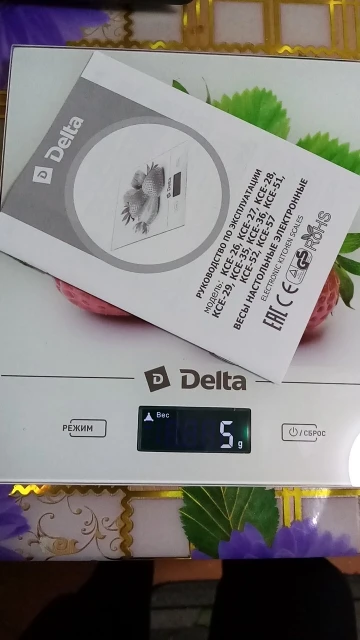 Delta
РУКОВОДСТВО ПО ЭКСПЛУАТАЦИИ
модель: KCE-26, KCE-27, KCE-28,
KCE-29, KCE-35, KCE-36, KCE-51,
KCE-52, KCE-57
ВЕСЫ НАСТОЛЬНЫЕ ЭЛЕКТРОННЫЕ
ELECTRONIC KITCHEN SCALES
EAC CE GS RoHS
Delta
РЕЖИМ
Вес
5 g
/ СБРОС